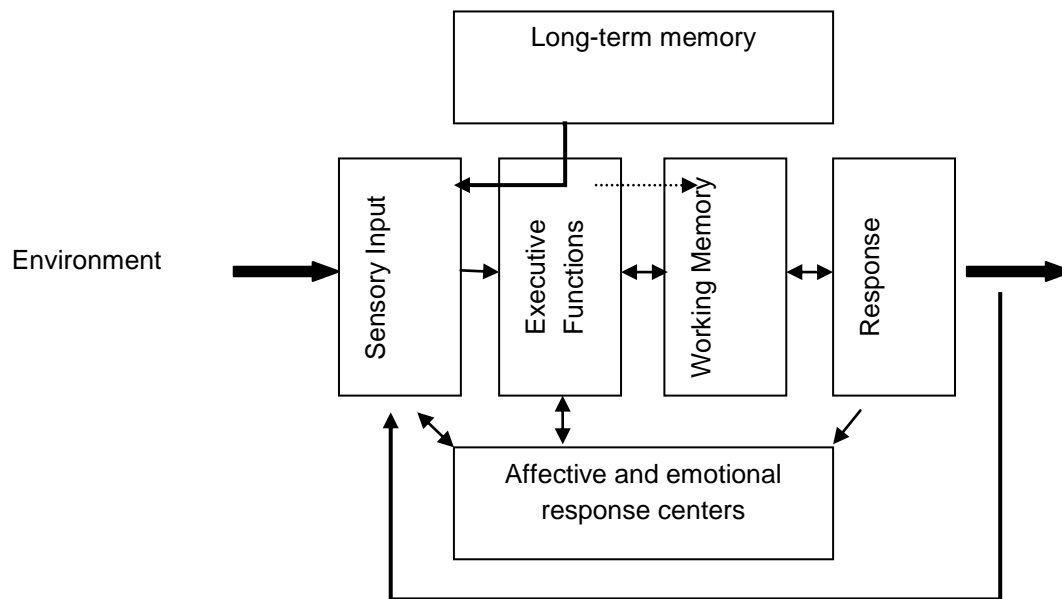 Long-term memory
Environment
Sensory Input
Executive
Functions
Working Memory
Response
Affective and emotional
response centers